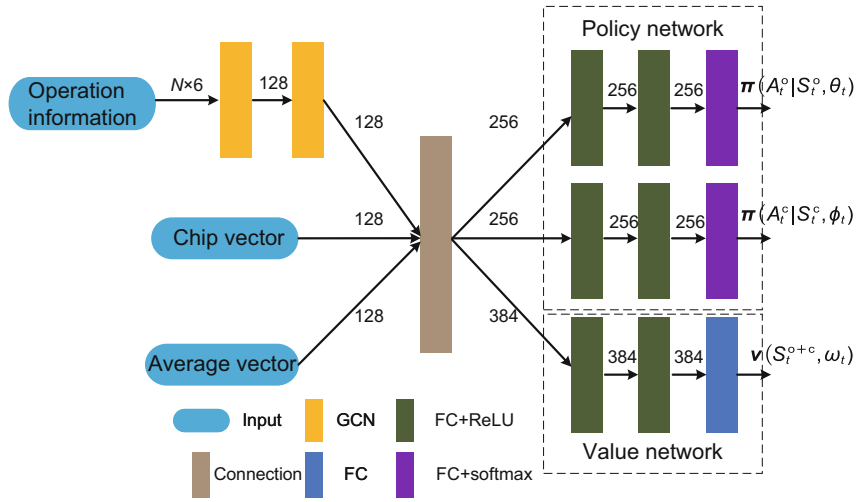 Policy network
Operation
information
N×6
128
128
256
256
256
π(Aₜᵒ|Sₜᵒ,θₜ)
Chip vector
128
256
256
256
π(Aₜᶜ|Sₜᶜ,ϕₜ)
Average vector
128
384
384
384
v(Sₜᵒ⁺ᶜ,ωₜ)
Value network
Input
GCN
FC+ReLU
Connection
FC
FC+softmax